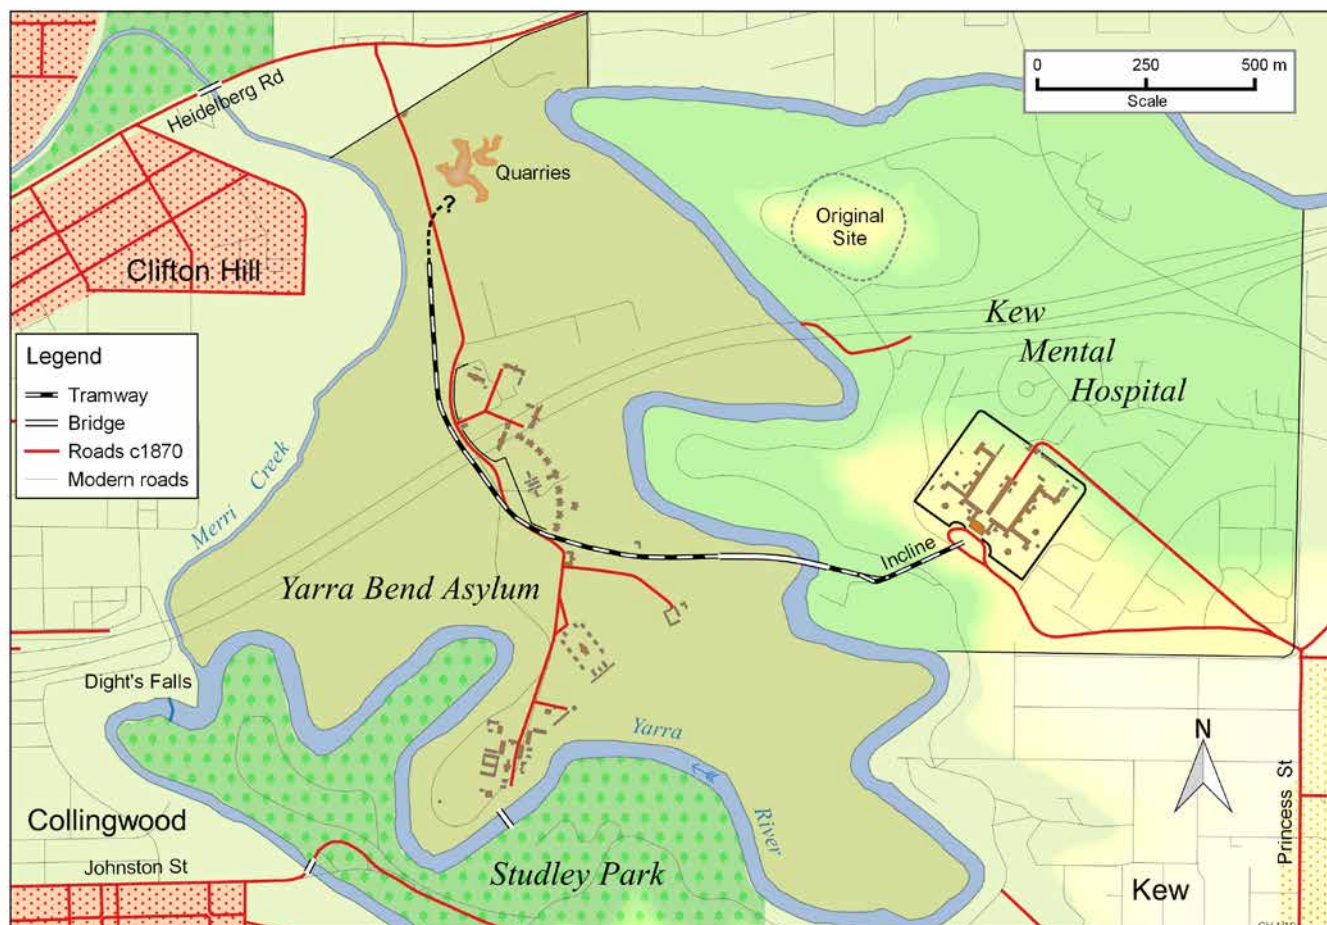 0 250 500 m
Scale
Heidelberg Rd
Quarries
?
Original
Site
Clifton Hill
Kew
Mental
Hospital
Legend
Tramway
Bridge
Roads c1870
Modern roads
Merri Creek
Incline
Yarra Bend Asylum
Dight's Falls
Yarra
River
N
Princess St
Collingwood
Johnston St
Studley Park
Kew